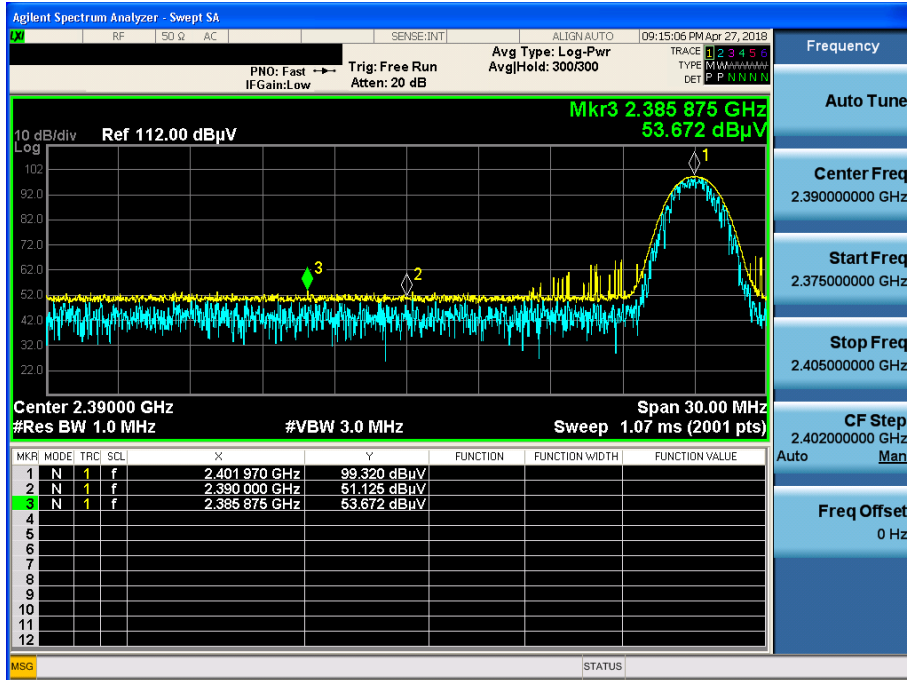 Agilent Spectrum Analyzer - Swept SA
LXI RF 50 Ω AC SENSE:INT ALIGN AUTO 09:15:06 PM Apr 27, 2018
PNO: Fast
IFGain:Low
Trig: Free Run
Atten: 20 dB
Avg Type: Log-Pwr
Avg|Hold: 300/300
TRACE 1 2 3 4 5 6
TYPE M W
DET P P N N N N
Mkr3 2.385 875 GHz
53.672 dBµV
10 dB/div Ref 112.00 dBµV
Log
102
92.0
82.0
72.0
62.0
52.0
42.0
32.0
22.0
1
2
3
Center 2.39000 GHz Span 30.00 MHz
#Res BW 1.0 MHz #VBW 3.0 MHz Sweep 1.07 ms (2001 pts)
MKR MODE TRC SCL X Y FUNCTION FUNCTION WIDTH FUNCTION VALUE
1 N 1 f 2.401 970 GHz 99.320 dBµV
2 N 1 f 2.390 000 GHz 51.125 dBµV
3 N 1 f 2.385 875 GHz 53.672 dBµV
4
5
6
7
8
9
10
11
12
MSG STATUS
Frequency
Auto Tune
Center Freq
2.390000000 GHz
Start Freq
2.375000000 GHz
Stop Freq
2.405000000 GHz
CF Step
2.402000000 GHz
Auto Man
Freq Offset
0 Hz